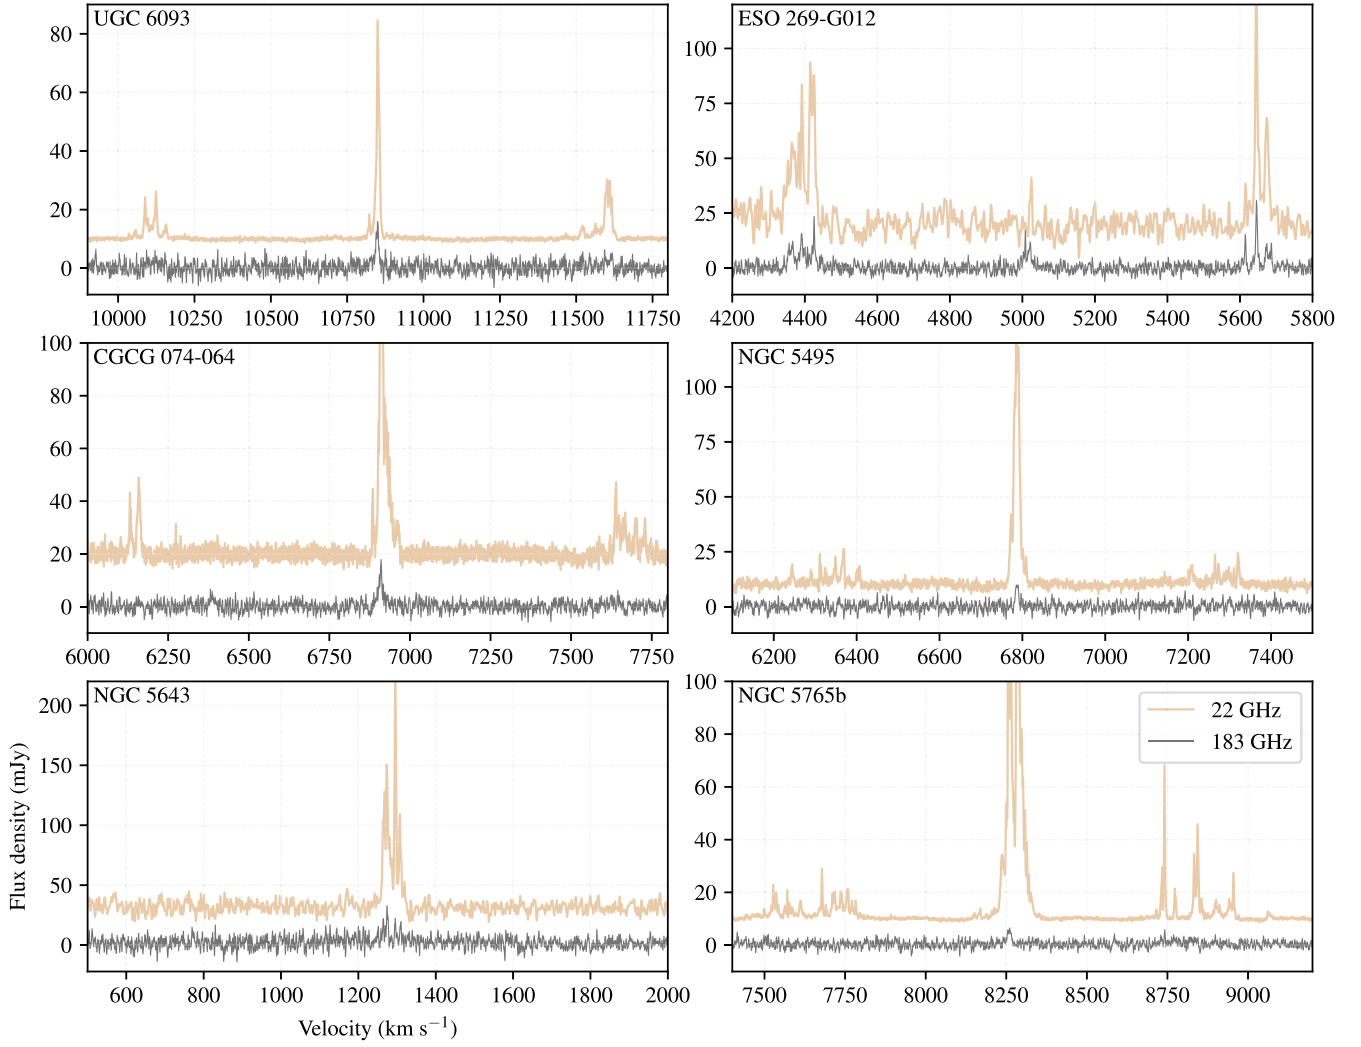 UGC 6093
80
60
40
20
0
10000 10250 10500 10750 11000 11250 11500 11750
ESO 269-G012
100
75
50
25
0
4200 4400 4600 4800 5000 5200 5400 5600 5800
CGCG 074-064
100
80
60
40
20
0
6000 6250 6500 6750 7000 7250 7500 7750
NGC 5495
100
75
50
25
0
6200 6400 6600 6800 7000 7200 7400
NGC 5643
200
150
100
50
0
600 800 1000 1200 1400 1600 1800 2000
Flux density (mJy)
Velocity (km s⁻¹)
NGC 5765b
100
80
60
40
20
0
22 GHz
183 GHz
7500 7750 8000 8250 8500 8750 9000